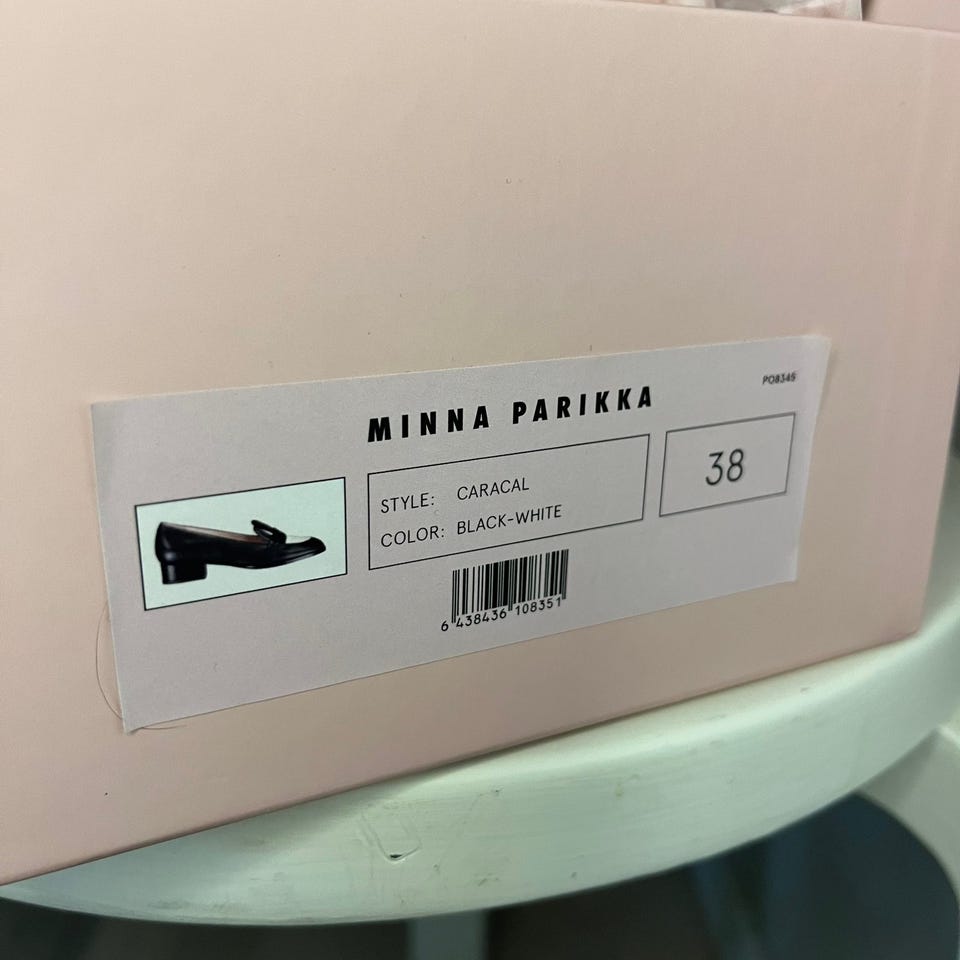 PO8345
MINNA PARIKKA
STYLE: CARACAL
COLOR: BLACK-WHITE
38
6 438436 108351